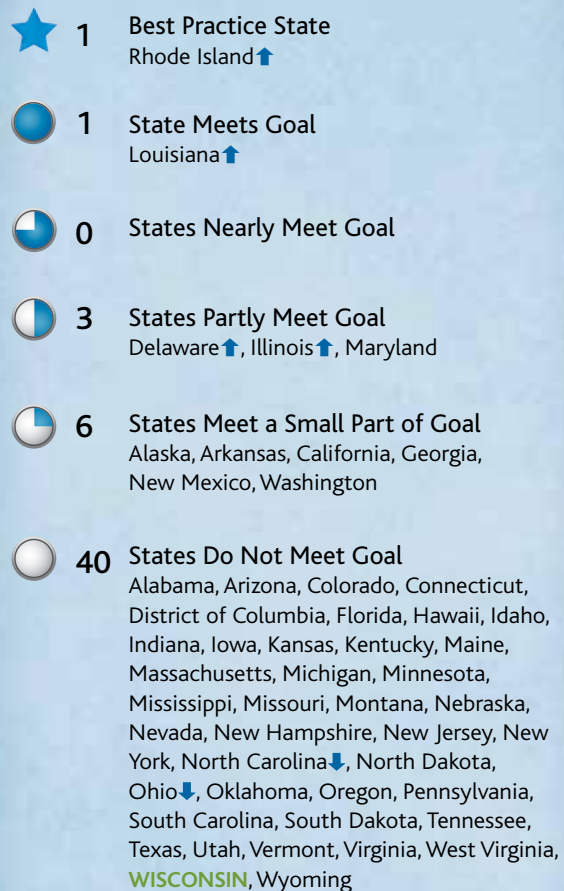 1 Best Practice State
Rhode Island⬆
1 State Meets Goal
Louisiana⬆
0 States Nearly Meet Goal
3 States Partly Meet Goal
Delaware⬆, Illinois⬆, Maryland
6 States Meet a Small Part of Goal
Alaska, Arkansas, California, Georgia,
New Mexico, Washington
40 States Do Not Meet Goal
Alabama, Arizona, Colorado, Connecticut,
District of Columbia, Florida, Hawaii, Idaho,
Indiana, Iowa, Kansas, Kentucky, Maine,
Massachusetts, Michigan, Minnesota,
Mississippi, Missouri, Montana, Nebraska,
Nevada, New Hampshire, New Jersey, New
York, North Carolina⬇, North Dakota,
Ohio⬇, Oklahoma, Oregon, Pennsylvania,
South Carolina, South Dakota, Tennessee,
Texas, Utah, Vermont, Virginia, West Virginia,
WISCONSIN, Wyoming